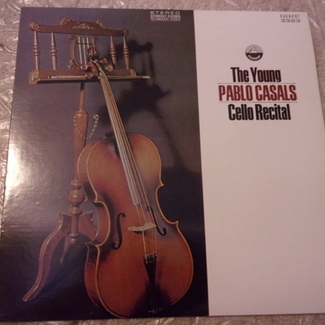 STEREO
EVEREST
The Young
PABLO CASALS
Cello Recital